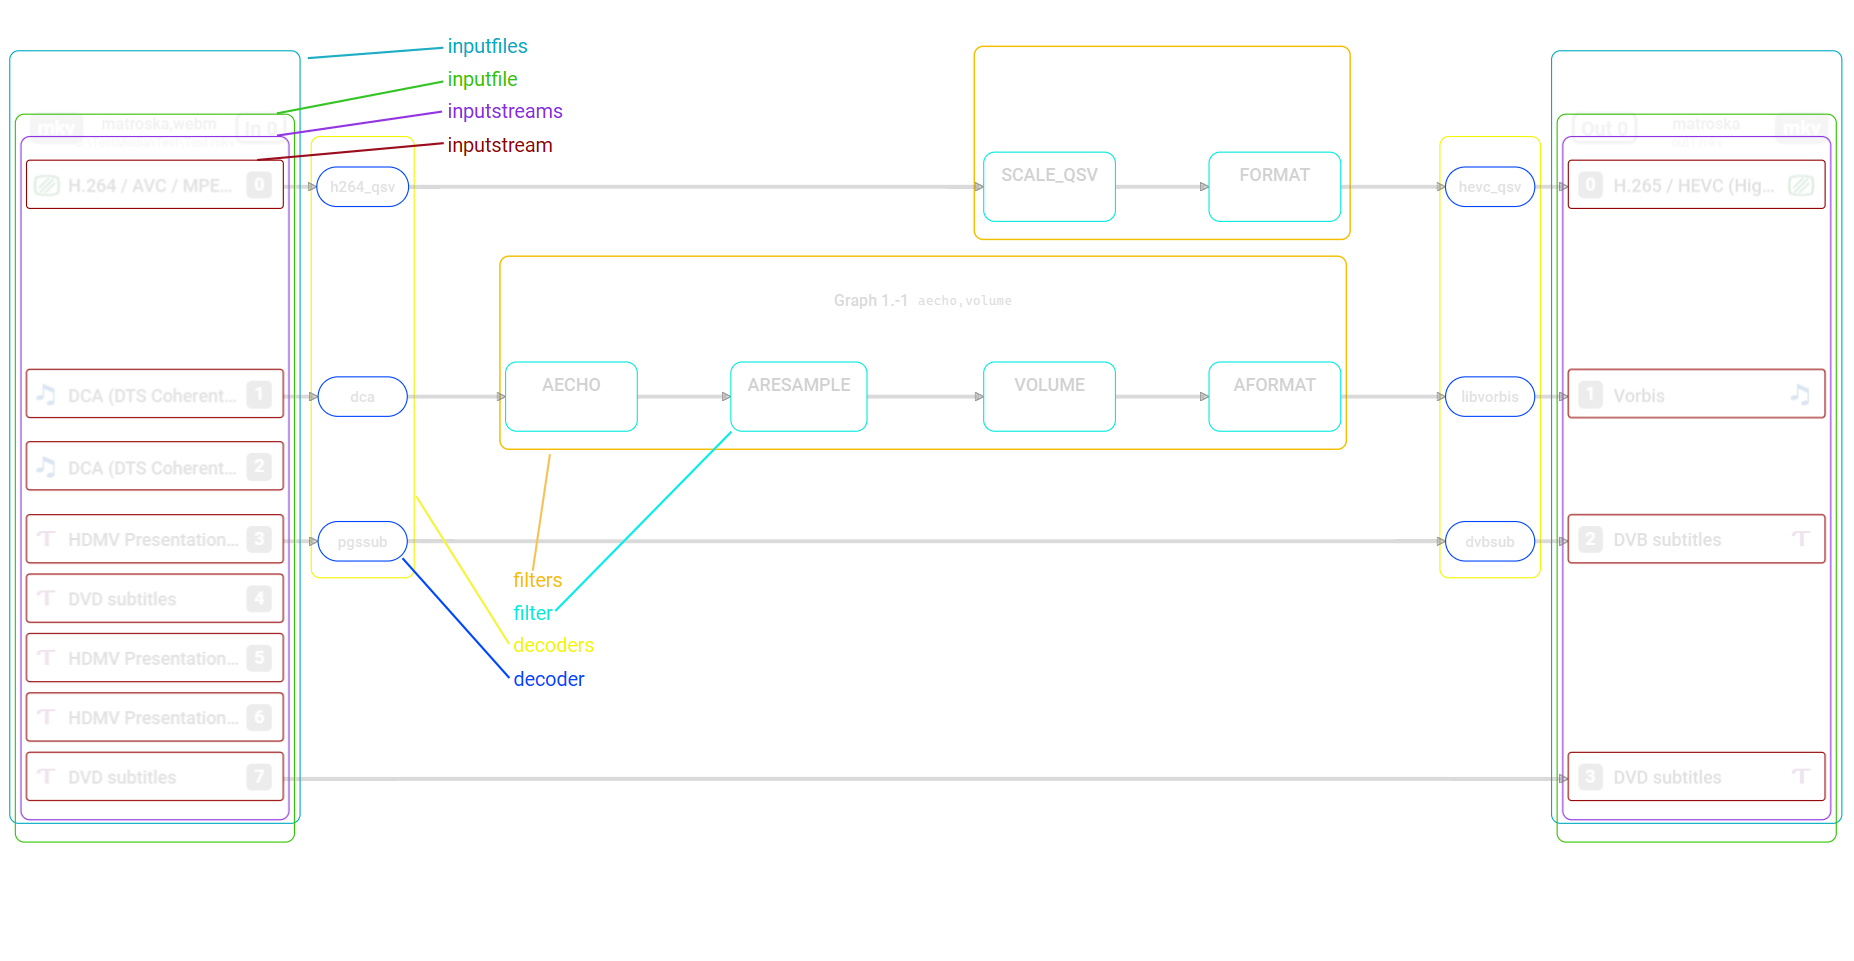 inputfiles
inputfile
inputstreams
inputstream
mkv matroska,webm In 0
H.264 / AVC / MPE... 0
DCA (DTS Coherent... 1
DCA (DTS Coherent... 2
HDMV Presentation... 3
DVD subtitles 4
HDMV Presentation... 5
HDMV Presentation... 6
DVD subtitles 7
h264_qsv
dca
pgssub
SCALE_QSV
FORMAT
Graph 1.-1 aecho,volume
AECHO
ARESAMPLE
VOLUME
AFORMAT
filters
filter
decoders
decoder
hevc_qsv
libvorbis
dvbsub
Out 0 matroska mkv
0 H.265 / HEVC (Hig...
1 Vorbis
2 DVB subtitles
3 DVD subtitles